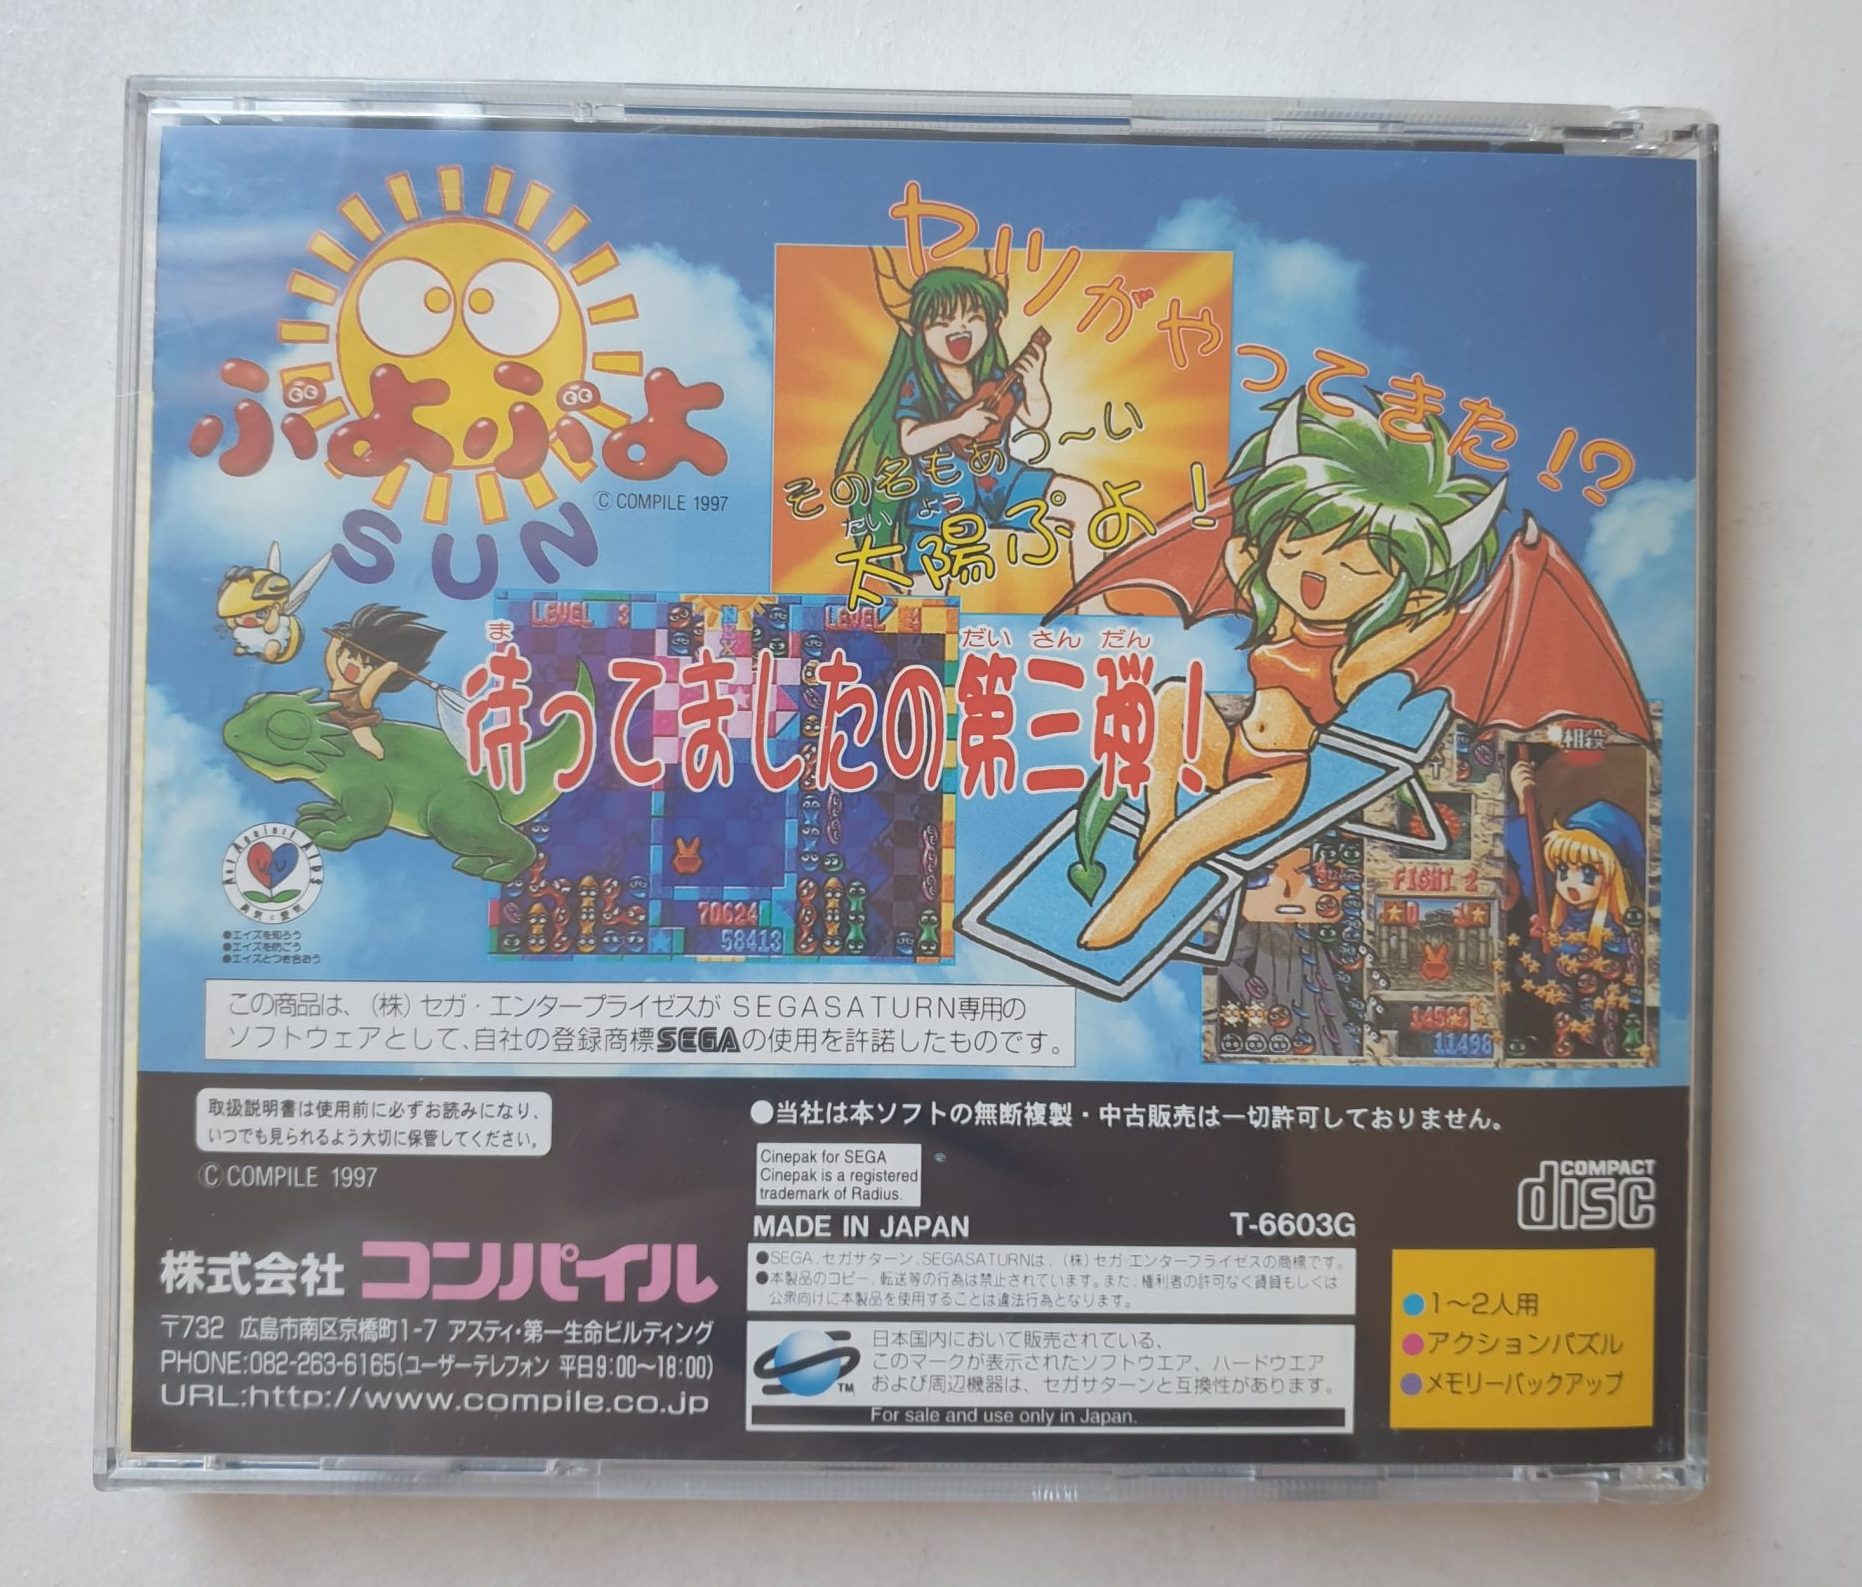 ぷよぷよ
SUN
© COMPILE 1997
ヤツがやってきた!?
その名もあつ〜い
たい よう
太陽ぷよ!
LEVEL 3
LEVEL 4
ま だい さん だん
待ってましたの第三弾!
70624
58413
相殺
FIGHT 2
0 1
11498
Act Against AIDS
●エイズを知ろう
●エイズを防ごう
●エイズとつき合おう
この商品は、(株)セガ・エンタープライゼスが SEGASATURN専用の
ソフトウェアとして、自社の登録商標SEGAの使用を許諾したものです。
取扱説明書は使用前に必ずお読みになり、
いつでも見られるよう大切に保管してください。
© COMPILE 1997
株式会社 コンパイル
〒732 広島市南区京橋町1-7 アスティ・第一生命ビルディング
PHONE:082-263-6165(ユーザーテレフォン 平日9:00〜18:00)
URL:http://www.compile.co.jp
●当社は本ソフトの無断複製・中古販売は一切許可しておりません。
Cinepak for SEGA
Cinepak is a registered
trademark of Radius.
MADE IN JAPAN
T-6603G
●SEGA、セガサターン、SEGASATURNは、(株)セガ・エンタープライゼスの商標です。
●本製品のコピー、転送等の行為は禁止されています。また、権利者の許可なく賃貸もしくは
公衆向けに本製品を使用することは違法行為となります。
TM
日本国内において販売されている、
このマークが表示されたソフトウエア、ハードウエア
および周辺機器は、セガサターンと互換性があります。
For sale and use only in Japan.
COMPACT
disc
●1〜2人用
●アクションパズル
●メモリーバックアップ